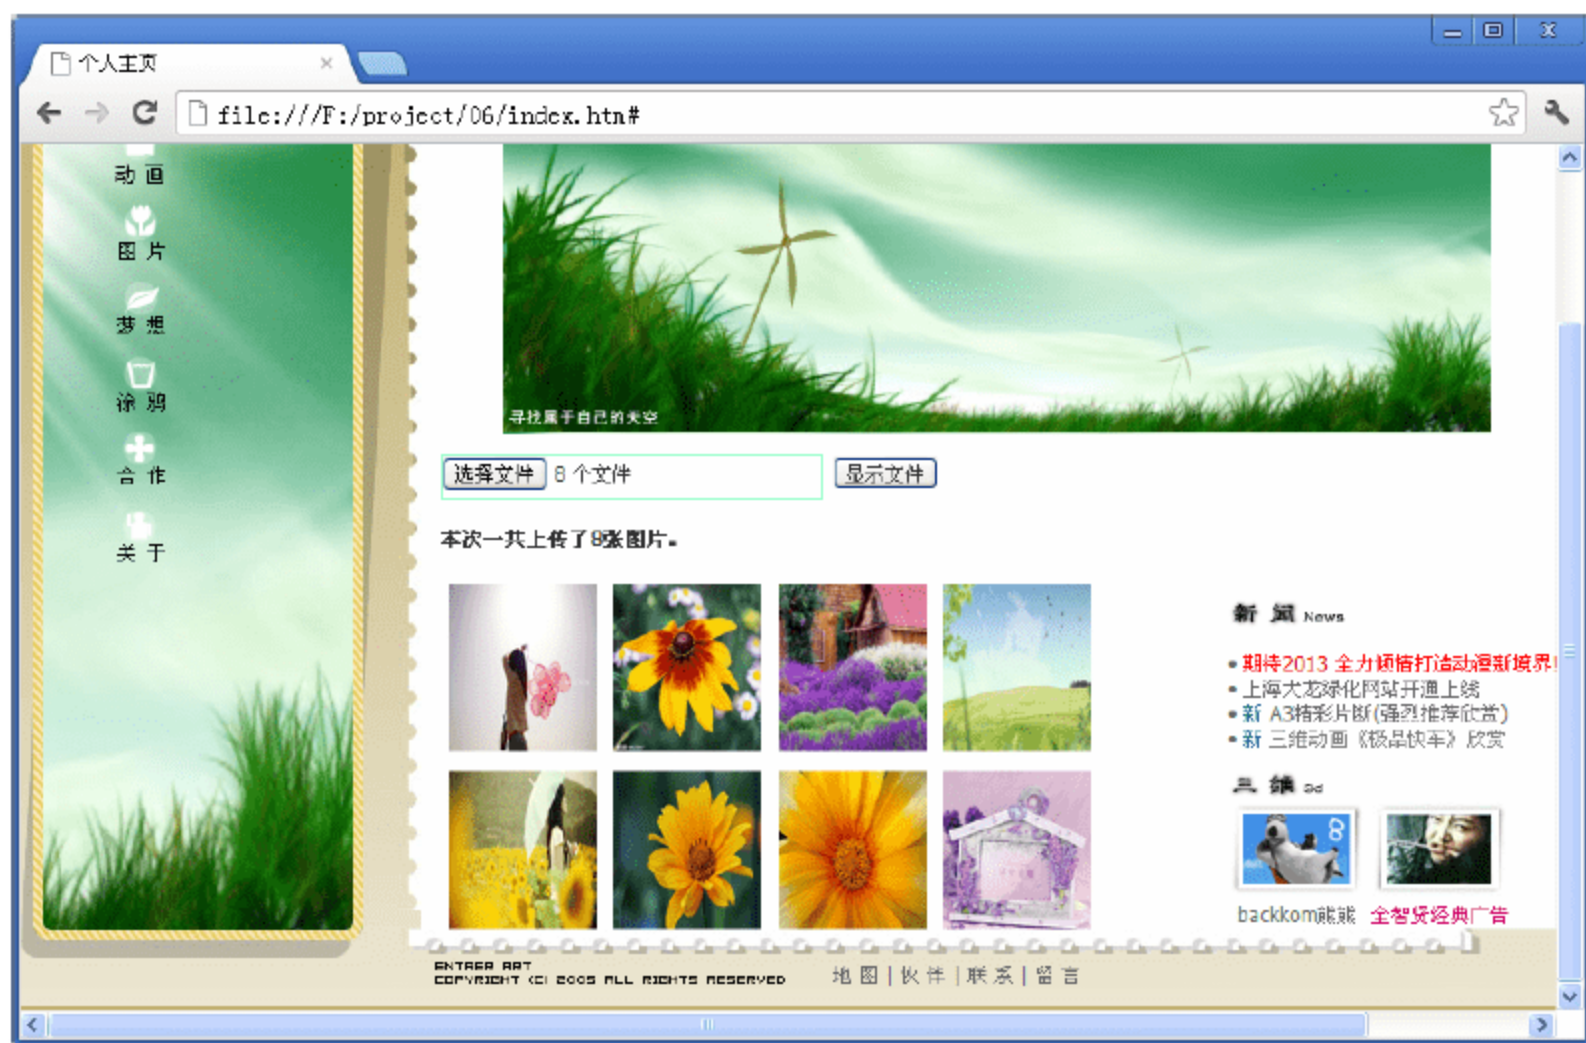 个人主页
file:///F:/project/06/index.htm#
动 画
图 片
梦 想
涂 鸦
合 作
关 于
寻找属于自己的天空
选择文件 8 个文件 显示文件
本次一共上传了8张图片。
新 闻 News
期待2013 全力倾情打造动漫新境界!
上海大龙绿化网站开通上线
新 A3精彩片断(强烈推荐欣赏)
新 三维动画《极品快车》欣赏
三 维 3d
8
backkom熊熊 全智贤经典广告
ENTRER ART
COPYRIGHT (C) 2005 ALL RIGHTS RESERVED
地 图 | 伙 伴 | 联 系 | 留 言